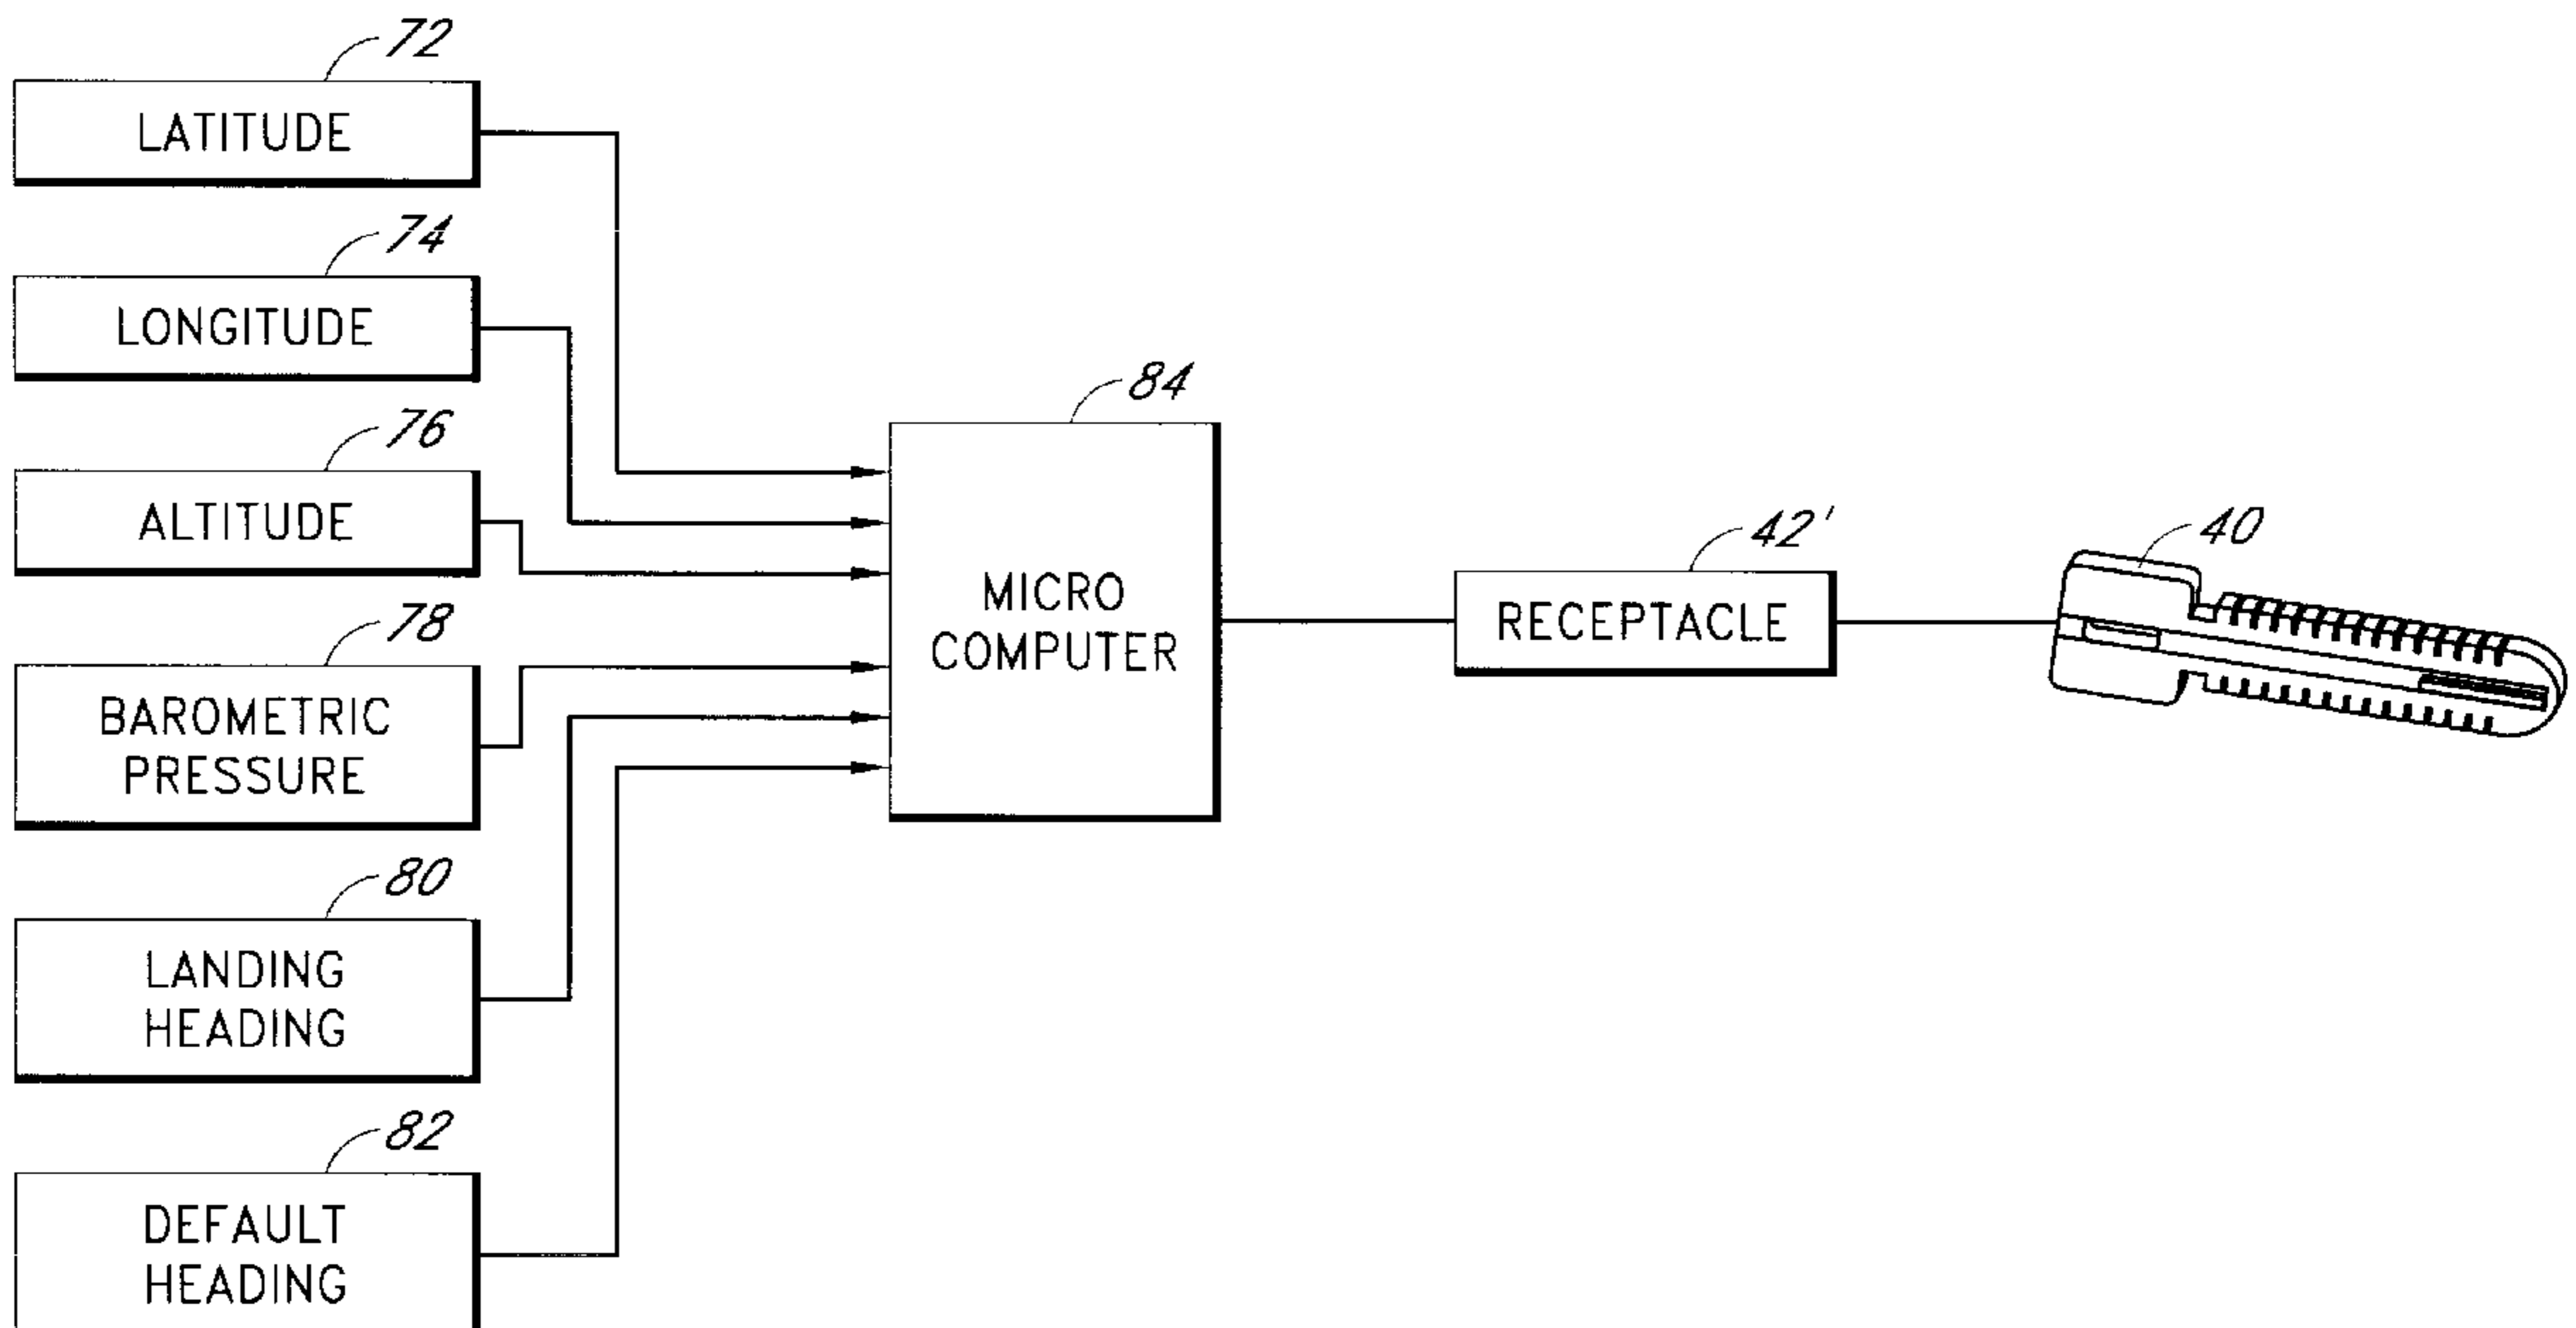 72
LATITUDE
74
LONGITUDE
76
ALTITUDE
78
BAROMETRIC
PRESSURE
80
LANDING
HEADING
82
DEFAULT
HEADING
84
MICRO
COMPUTER
42'
RECEPTACLE
40